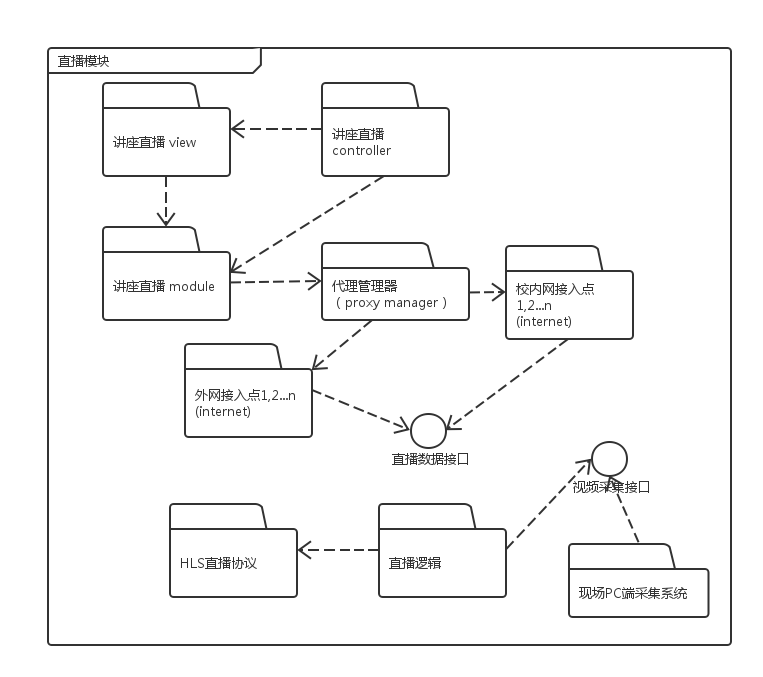 直播模块
讲座直播 view
讲座直播
controller
讲座直播 module
代理管理器
（ proxy manager ）
校内网接入点
1,2...n
(internet)
外网接入点1,2...n
(internet)
直播数据接口
视频采集接口
HLS直播协议
直播逻辑
现场PC端采集系统